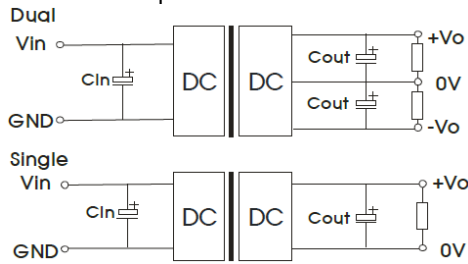 Dual
Vin
+Vo
Cout
Cin
DC
DC
0V
Cout
GND
-Vo
Single
Vin
+Vo
Cin
DC
DC
Cout
GND
0V